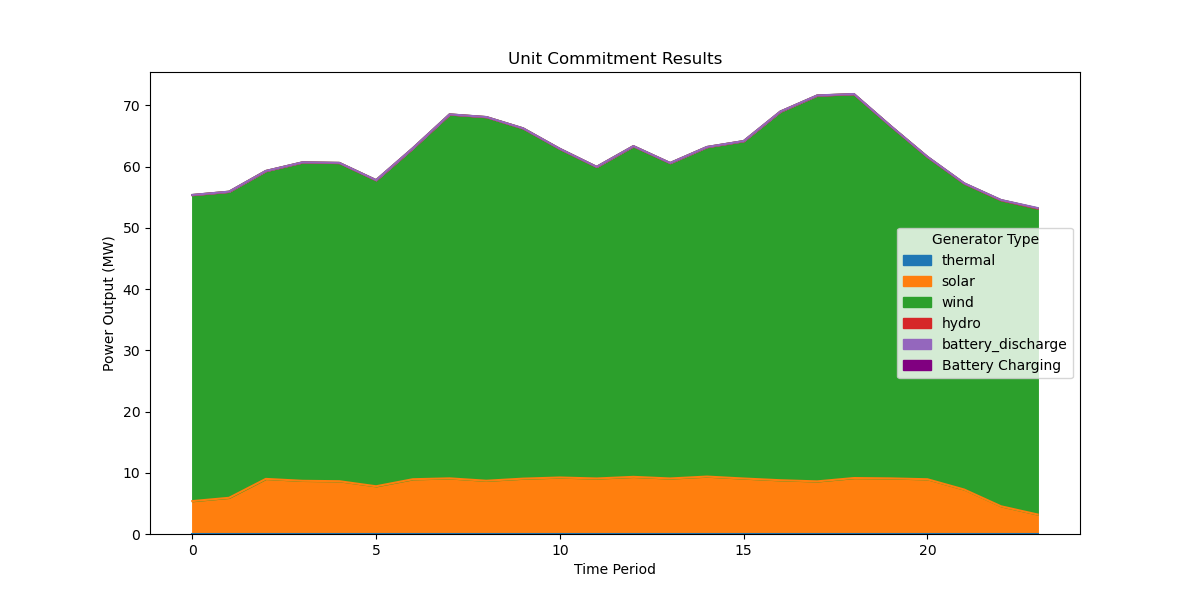 Unit Commitment Results
Power Output (MW)
70
60
50
40
30
20
10
0
0 5 10 15 20
Time Period
Generator Type
thermal
solar
wind
hydro
battery_discharge
Battery Charging